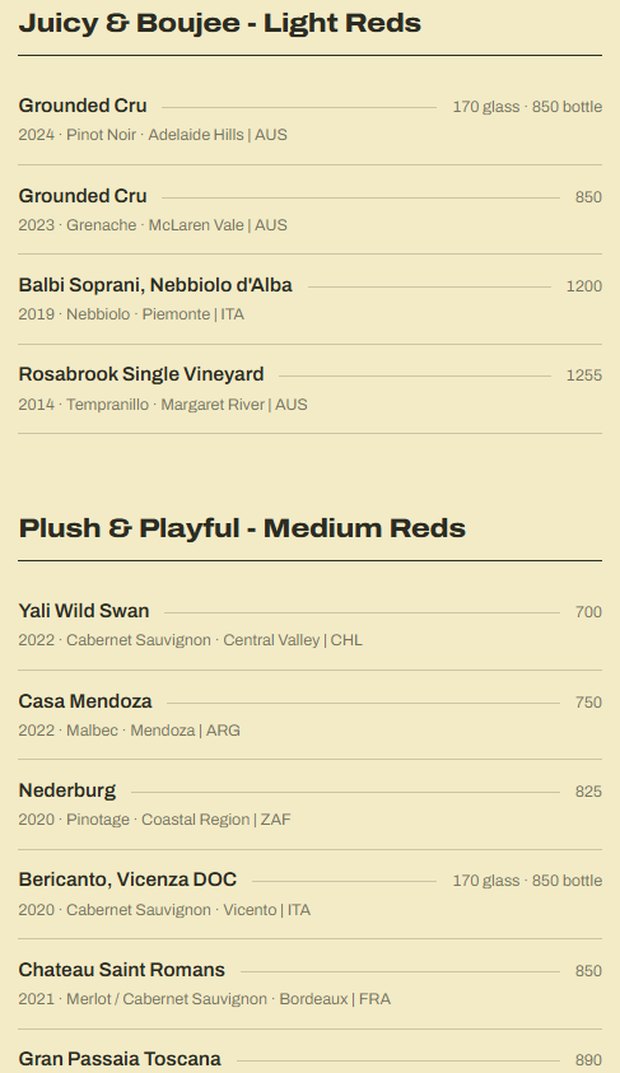 Juicy & Boujee - Light Reds
Grounded Cru 170 glass · 850 bottle
2024 · Pinot Noir · Adelaide Hills | AUS
Grounded Cru 850
2023 · Grenache · McLaren Vale | AUS
Balbi Soprani, Nebbiolo d'Alba 1200
2019 · Nebbiolo · Piemonte | ITA
Rosabrook Single Vineyard 1255
2014 · Tempranillo · Margaret River | AUS
Plush & Playful - Medium Reds
Yali Wild Swan 700
2022 · Cabernet Sauvignon · Central Valley | CHL
Casa Mendoza 750
2022 · Malbec · Mendoza | ARG
Nederburg 825
2020 · Pinotage · Coastal Region | ZAF
Bericanto, Vicenza DOC 170 glass · 850 bottle
2020 · Cabernet Sauvignon · Vicento | ITA
Chateau Saint Romans 850
2021 · Merlot / Cabernet Sauvignon · Bordeaux | FRA
Gran Passaia Toscana 890